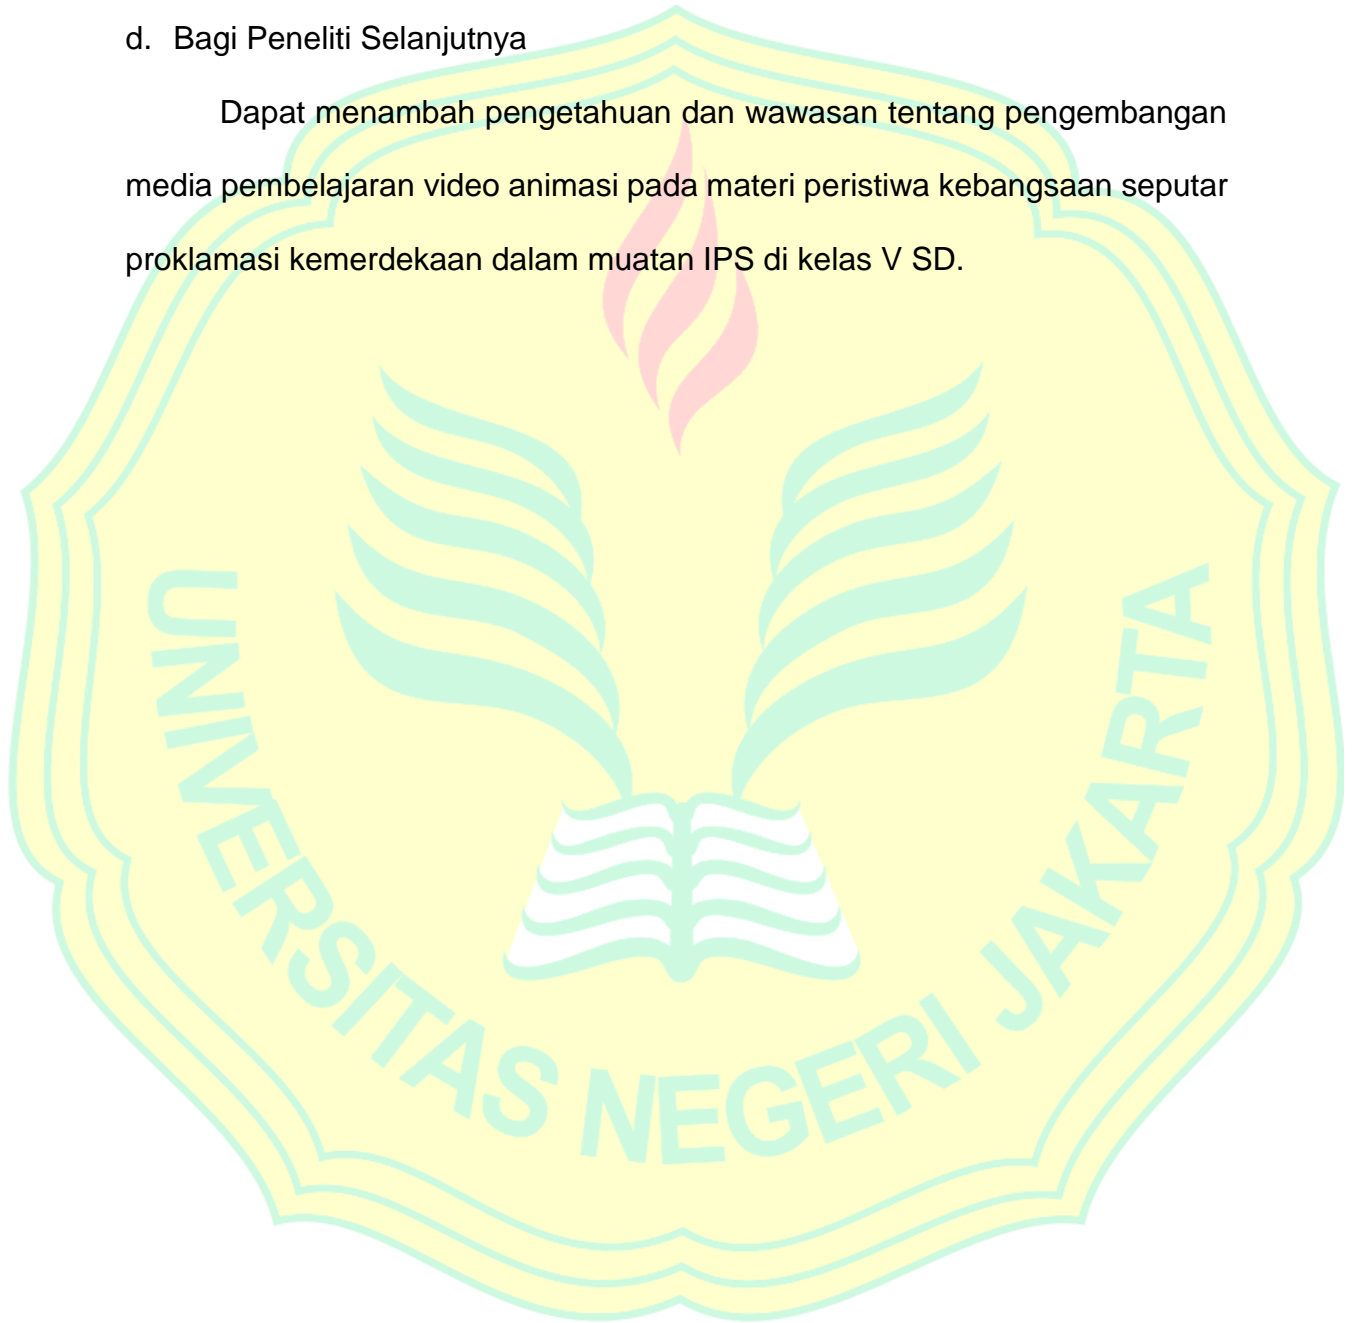 d. Bagi Peneliti Selanjutnya
Dapat menambah pengetahuan dan wawasan tentang pengembangan
media pembelajaran video animasi pada materi peristiwa kebangsaan seputar
proklamasi kemerdekaan dalam muatan IPS di kelas V SD.
UNIVERSITAS NEGERI JAKARTA